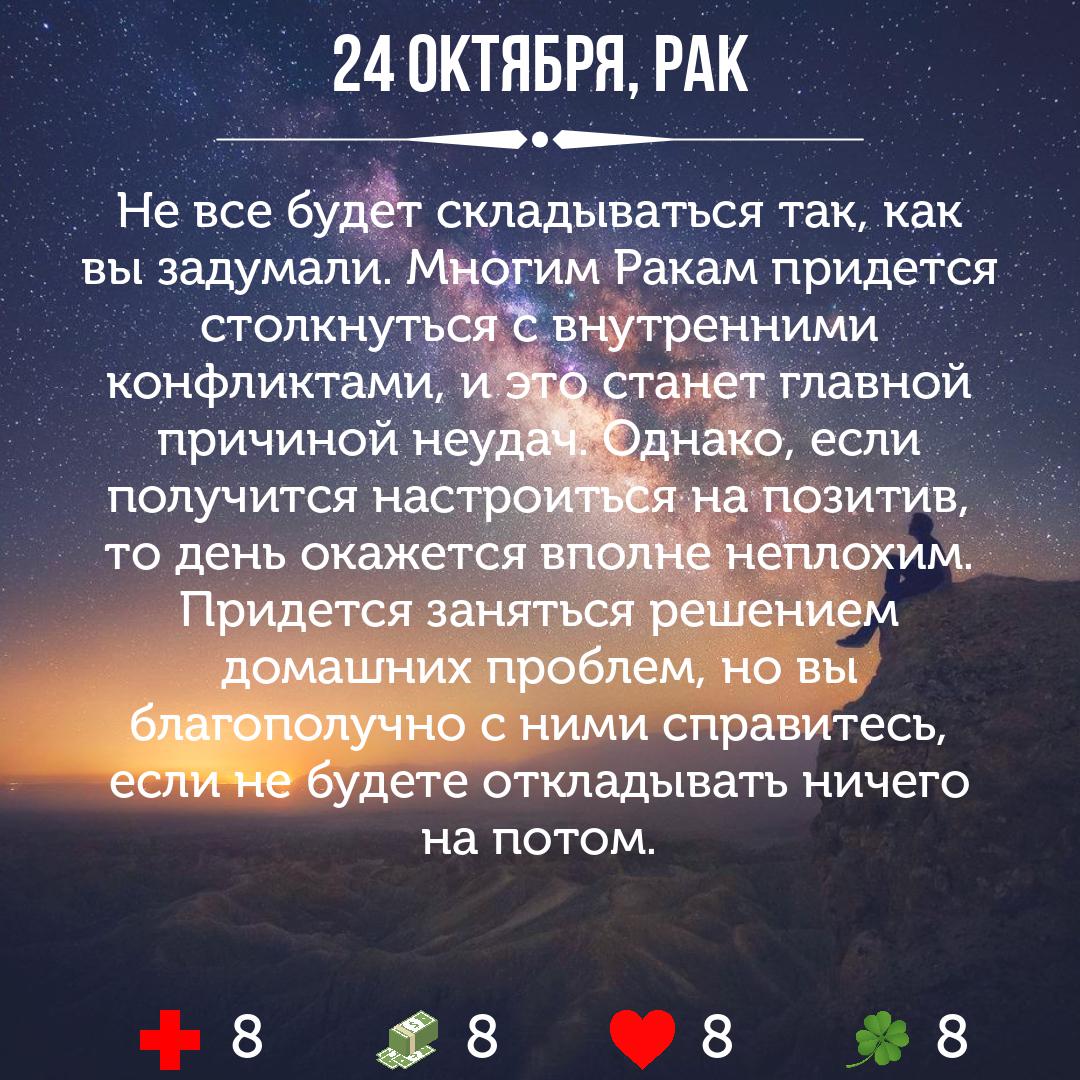 24 ОКТЯБРЯ, РАК
Не все будет складываться так, как
вы задумали. Многим Ракам придется
столкнуться с внутренними
конфликтами, и это станет главной
причиной неудач. Однако, если
получится настроиться на позитив,
то день окажется вполне неплохим.
Придется заняться решением
домашних проблем, но вы
благополучно с ними справитесь,
если не будете откладывать ничего
на потом.
8 8 8 8